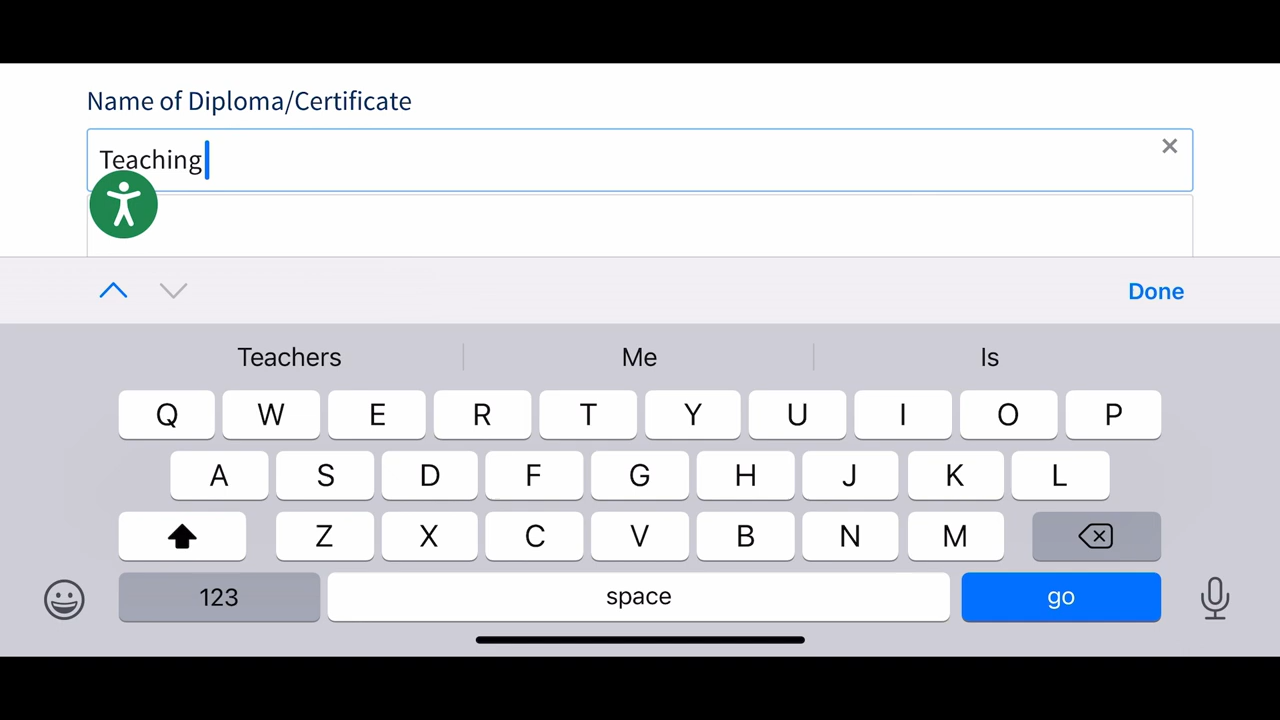 Name of Diploma/Certificate
Teaching
Done
Teachers Me Is
Q W E R T Y U I O P
A S D F G H J K L
Z X C V B N M
123 space go